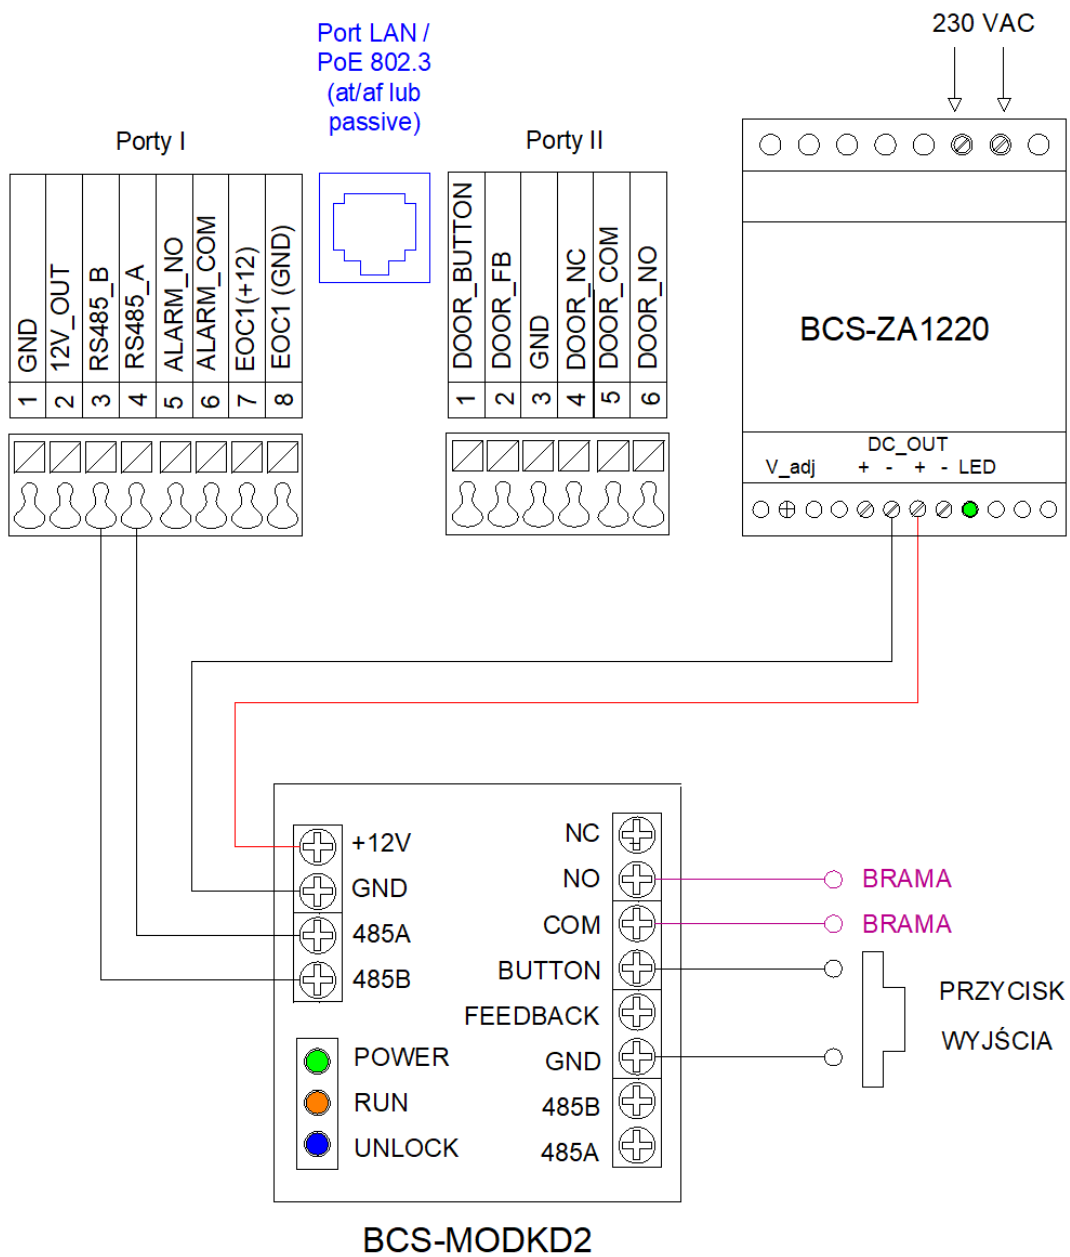 230 VAC
Port LAN /
PoE 802.3
(at/af lub
passive)
Porty I
Porty II
GND
12V_OUT
RS485_B
RS485_A
ALARM_NO
ALARM_COM
EOC1(+12)
EOC1 (GND)
1
2
3
4
5
6
7
8
DOOR_BUTTON
DOOR_FB
GND
DOOR_NC
DOOR_COM
DOOR_NO
1
2
3
4
5
6
BCS-ZA1220
DC_OUT
V_adj + - + - LED
+12V
GND
485A
485B
POWER
RUN
UNLOCK
NC
NO
COM
BUTTON
FEEDBACK
GND
485B
485A
BRAMA
BRAMA
PRZYCISK
WYJŚCIA
BCS-MODKD2